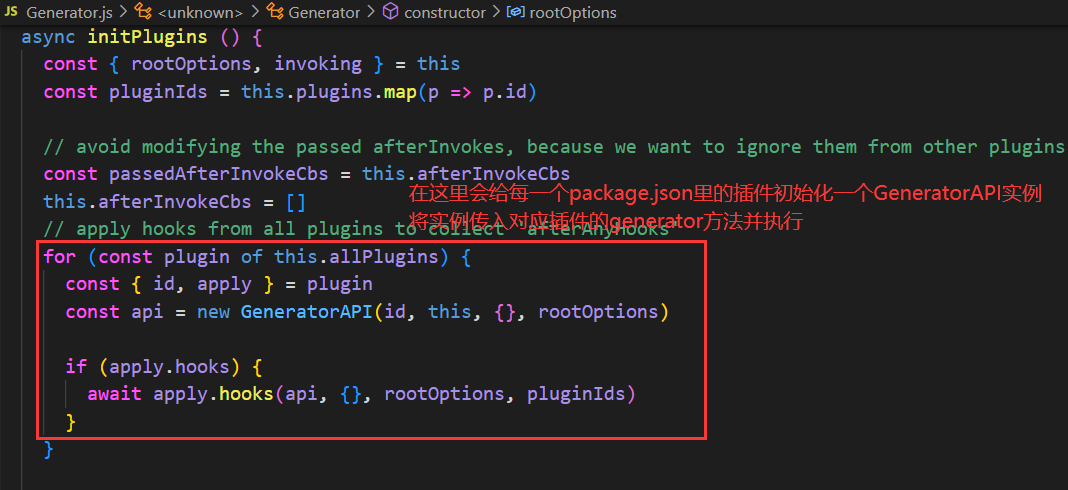 JS Generator.js > <unknown> > Generator > constructor > rootOptions
async initPlugins () {
const { rootOptions, invoking } = this
const pluginIds = this.plugins.map(p => p.id)
// avoid modifying the passed afterInvokes, because we want to ignore them from other plugins
const passedAfterInvokeCbs = this.afterInvokeCbs
在这里会给每一个package.json里的插件初始化一个GeneratorAPI实例
this.afterInvokeCbs = []
将实例传入对应插件的generator方法并执行
// apply hooks from all plugins to collect "afterAnyHooks"
for (const plugin of this.allPlugins) {
const { id, apply } = plugin
const api = new GeneratorAPI(id, this, {}, rootOptions)
if (apply.hooks) {
await apply.hooks(api, {}, rootOptions, pluginIds)
}
}